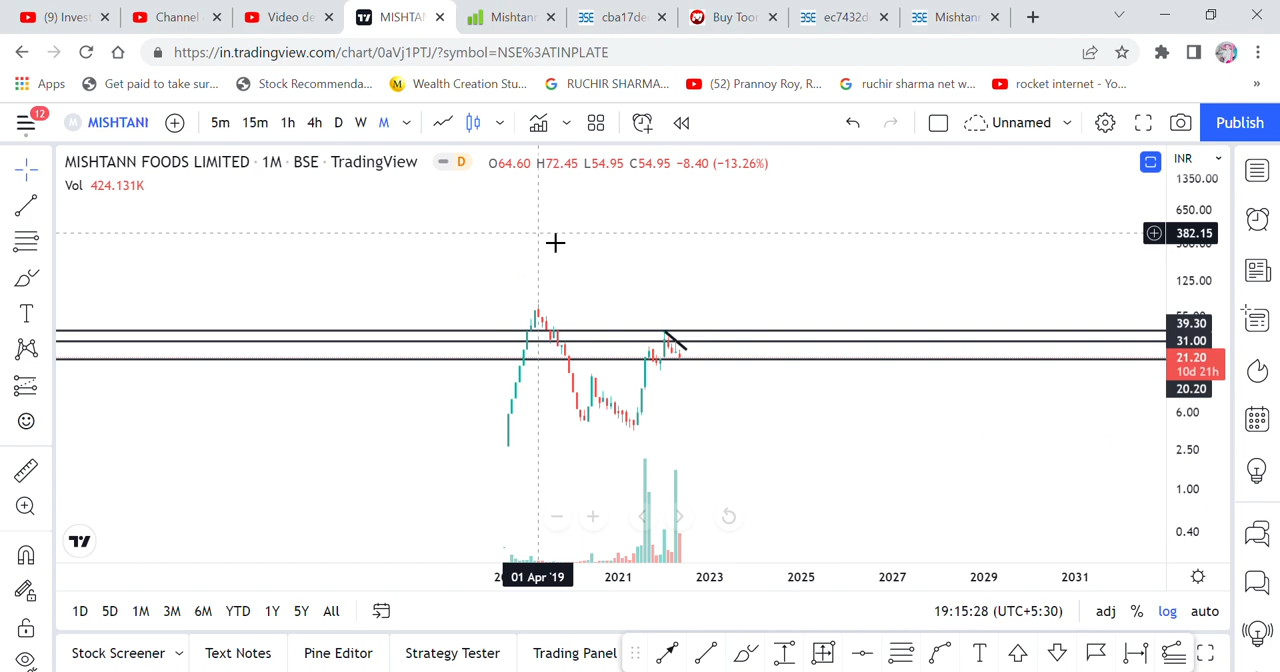 (9) Invest
Channel
Video de
MISHTAN
Mishtann
cba17de
Buy Toor
ec7432d
Mishtann
https://in.tradingview.com/chart/0aVj1PTJ/?symbol=NSE%3ATINPLATE
Apps
Get paid to take sur...
Stock Recommenda...
Wealth Creation Stu...
RUCHIR SHARMA...
(52) Prannoy Roy, R...
ruchir sharma net w...
rocket internet - Yo...
»
12
M MISHTANI
5m 15m 1h 4h D W M
Unnamed
Publish
MISHTANN FOODS LIMITED · 1M · BSE · TradingView
D
O64.60 H72.45 L54.95 C54.95 −8.40 (−13.26%)
INR
Vol 424.131K
1350.00
650.00
382.15
125.00
39.30
31.00
21.20
10d 21h
20.20
6.00
2.50
1.00
0.40
01 Apr '19
2021
2023
2025
2027
2029
2031
1D 5D 1M 3M 6M YTD 1Y 5Y All
19:15:28 (UTC+5:30)
adj % log auto
Stock Screener
Text Notes
Pine Editor
Strategy Tester
Trading Panel